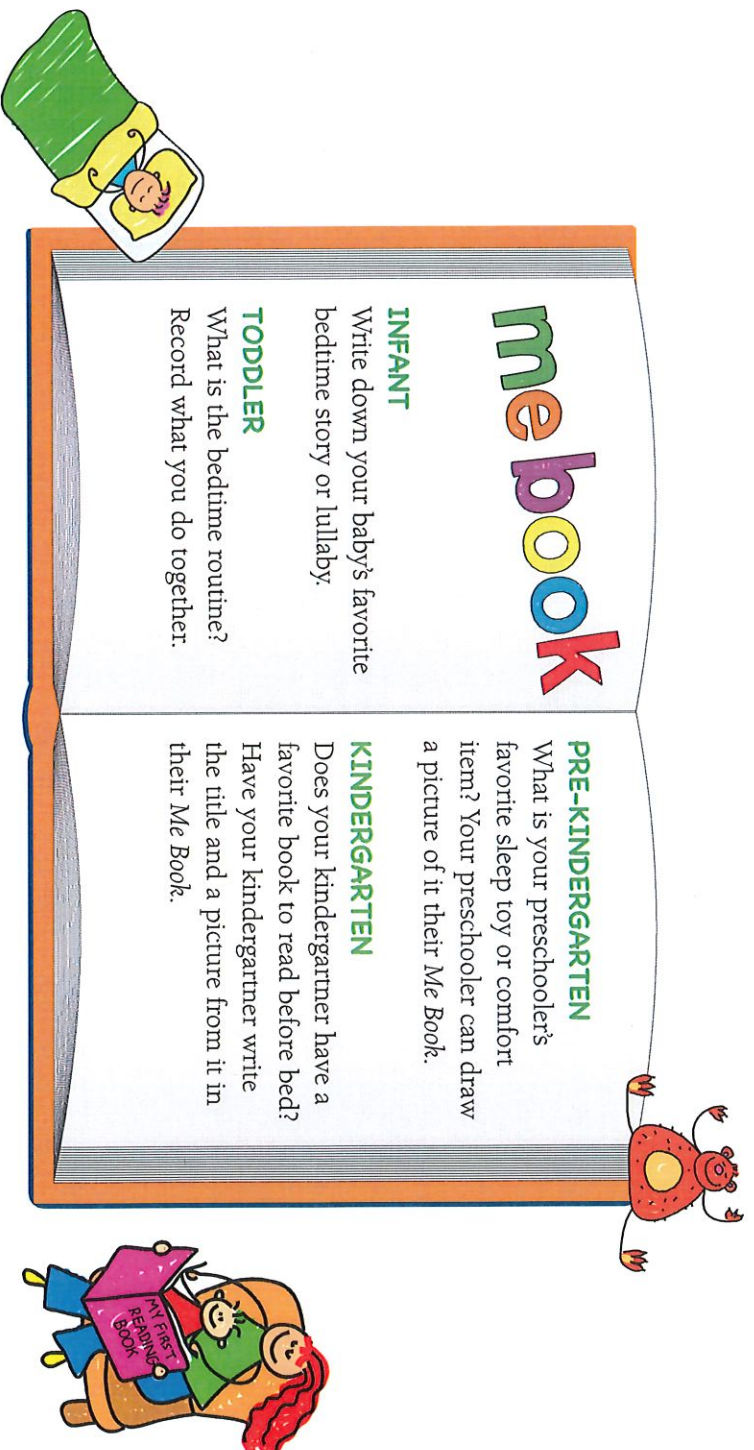 me book
INFANT
Write down your baby's favorite
bedtime story or lullaby.
TODDLER
What is the bedtime routine?
Record what you do together.
PRE-KINDERGARTEN
What is your preschooler's
favorite sleep toy or comfort
item? Your preschooler can draw
a picture of it their Me Book.
KINDERGARTEN
Does your kindergartner have a
favorite book to read before bed?
Have your kindergartner write
the title and a picture from it in
their Me Book.
MY FIRST
READING
BOOK